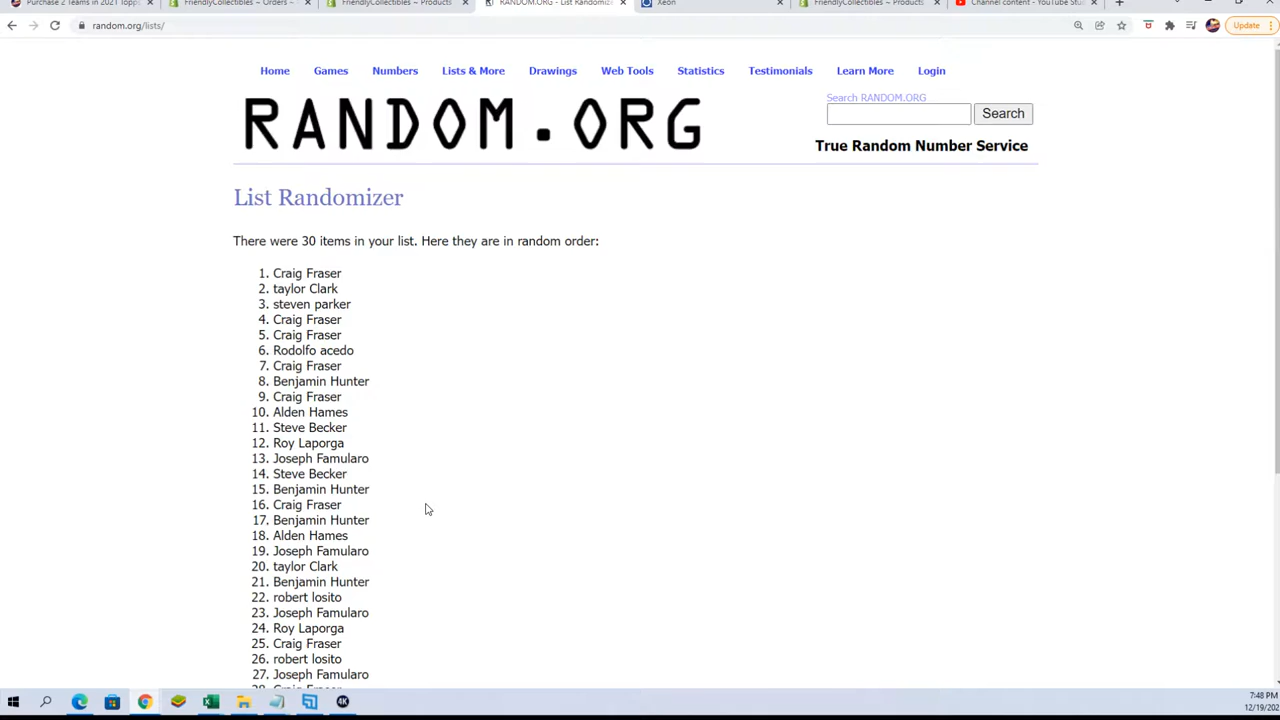 Purchase 2 Teams in 2021 Topp
FriendlyCollectibles ~ Orders ~
FriendlyCollectibles ~ Products
RANDOM.ORG - List Randomize
Xeon
FriendlyCollectibles ~ Products
Channel content - YouTube Stu
random.org/lists/
Update
Home Games Numbers Lists & More Drawings Web Tools Statistics Testimonials Learn More Login
RANDOM.ORG
Search RANDOM.ORG
Search
True Random Number Service
List Randomizer
There were 30 items in your list. Here they are in random order:
1. Craig Fraser
2. taylor Clark
3. steven parker
4. Craig Fraser
5. Craig Fraser
6. Rodolfo acedo
7. Craig Fraser
8. Benjamin Hunter
9. Craig Fraser
10. Alden Hames
11. Steve Becker
12. Roy Laporga
13. Joseph Famularo
14. Steve Becker
15. Benjamin Hunter
16. Craig Fraser
17. Benjamin Hunter
18. Alden Hames
19. Joseph Famularo
20. taylor Clark
21. Benjamin Hunter
22. robert losito
23. Joseph Famularo
24. Roy Laporga
25. Craig Fraser
26. robert losito
27. Joseph Famularo
28. Craig Fraser
4K
7:48 PM
12/19/202